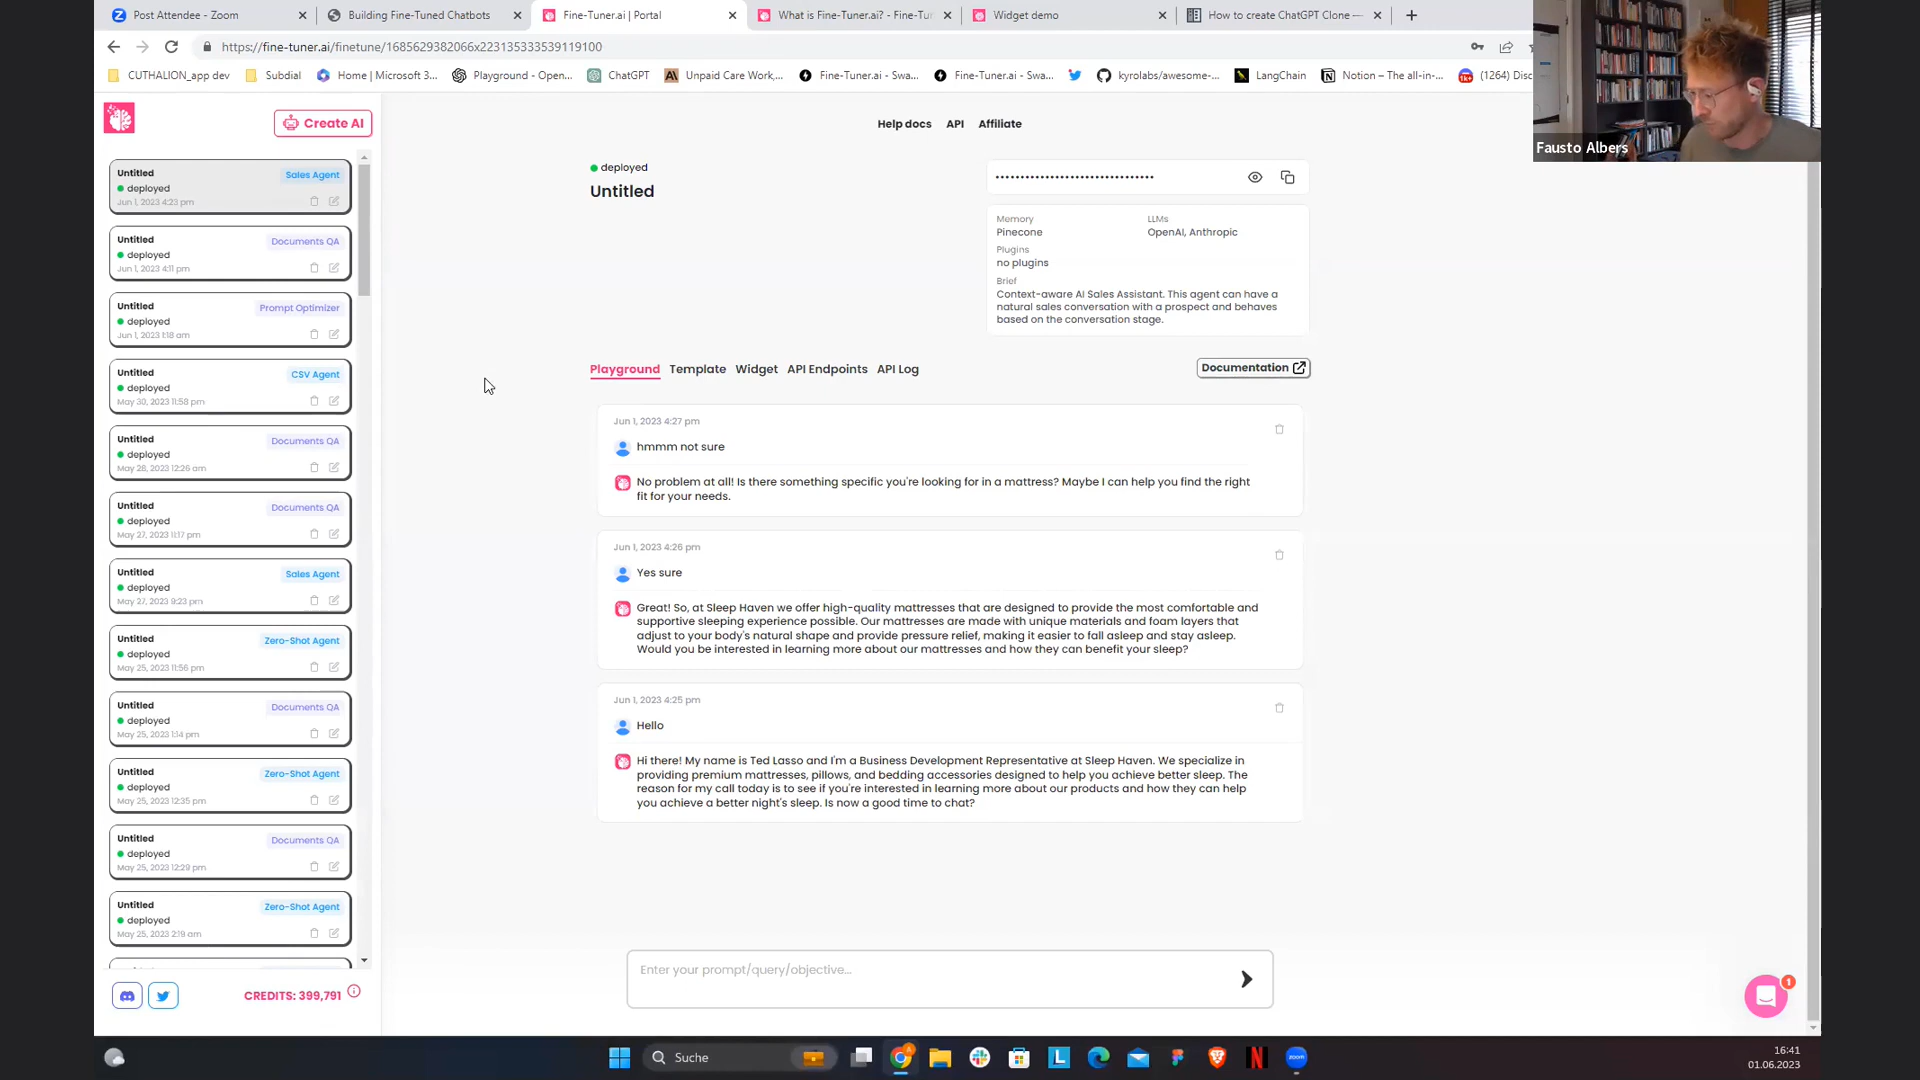 Post Attendee - Zoom
Building Fine-Tuned Chatbots
Fine-Tuner.ai | Portal
What is Fine-Tuner.ai? - Fine-Tu
Widget demo
How to create ChatGPT Clone —
https://fine-tuner.ai/finetune/1685629382066x223135333539119100
CUTHALION_app dev
Subdial
Home | Microsoft 3...
Playground - Open...
ChatGPT
Unpaid Care Work,...
Fine-Tuner.ai - Swa...
Fine-Tuner.ai - Swa...
kyrolabs/awesome-...
LangChain
Notion – The all-in-...
(1264) Disc
Fausto Albers
Create AI
Help docs
API
Affiliate
Untitled
Sales Agent
deployed
Jun 1, 2023 4:23 pm
Untitled
Documents QA
deployed
Jun 1, 2023 4:11 pm
Untitled
Prompt Optimizer
deployed
Jun 1, 2023 1:18 am
Untitled
CSV Agent
deployed
May 30, 2023 11:58 pm
Untitled
Documents QA
deployed
May 28, 2023 12:26 am
Untitled
Documents QA
deployed
May 27, 2023 11:17 pm
Untitled
Sales Agent
deployed
May 27, 2023 9:23 pm
Untitled
Zero-Shot Agent
deployed
May 25, 2023 11:56 pm
Untitled
Documents QA
deployed
May 25, 2023 1:14 pm
Untitled
Zero-Shot Agent
deployed
May 25, 2023 12:35 pm
Untitled
Documents QA
deployed
May 25, 2023 12:29 pm
Untitled
Zero-Shot Agent
deployed
May 25, 2023 2:19 am
CREDITS: 399,791
deployed
Untitled
Memory
Pinecone
LLMs
OpenAI, Anthropic
Plugins
no plugins
Brief
Context-aware AI Sales Assistant. This agent can have a
natural sales conversation with a prospect and behaves
based on the conversation stage.
Playground
Template
Widget
API Endpoints
API Log
Documentation
Jun 1, 2023 4:27 pm
hmmm not sure
No problem at all! Is there something specific you're looking for in a mattress? Maybe I can help you find the right
fit for your needs.
Jun 1, 2023 4:26 pm
Yes sure
Great! So, at Sleep Haven we offer high-quality mattresses that are designed to provide the most comfortable and
supportive sleeping experience possible. Our mattresses are made with unique materials and foam layers that
adjust to your body's natural shape and provide pressure relief, making it easier to fall asleep and stay asleep.
Would you be interested in learning more about our mattresses and how they can benefit your sleep?
Jun 1, 2023 4:25 pm
Hello
Hi there! My name is Ted Lasso and I'm a Business Development Representative at Sleep Haven. We specialize in
providing premium mattresses, pillows, and bedding accessories designed to help you achieve better sleep. The
reason for my call today is to see if you're interested in learning more about our products and how they can help
you achieve a better night's sleep. Is now a good time to chat?
Enter your prompt/query/objective...
1
Suche
16:41
01.06.2023